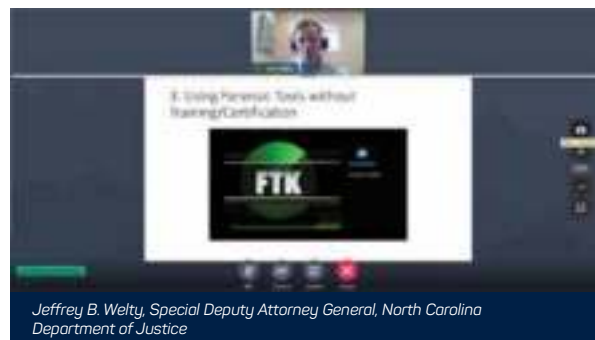 8. Using Forensic Tools without
Training/Certification
FTK
Jeffrey B. Welty, Special Deputy Attorney General, North Carolina
Department of Justice